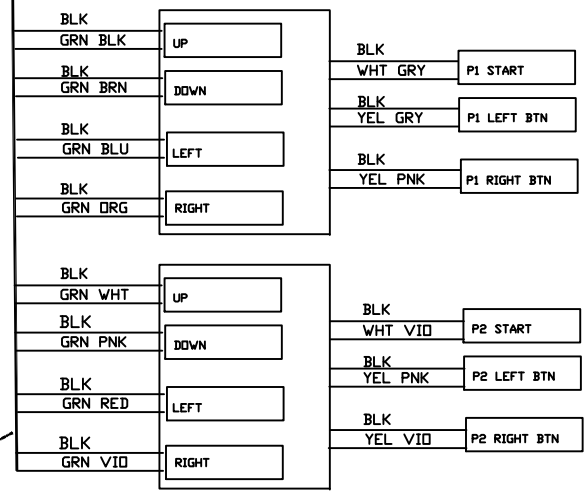 BLK
GRN BLK
UP
BLK
GRN BRN
DOWN
BLK
GRN BLU
LEFT
BLK
GRN ORG
RIGHT
BLK
WHT GRY
P1 START
BLK
YEL GRY
P1 LEFT BTN
BLK
YEL PNK
P1 RIGHT BTN
BLK
GRN WHT
UP
BLK
GRN PNK
DOWN
BLK
GRN RED
LEFT
BLK
GRN VIO
RIGHT
BLK
WHT VIO
P2 START
BLK
YEL PNK
P2 LEFT BTN
BLK
YEL VIO
P2 RIGHT BTN